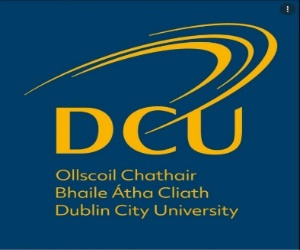 DCU
Ollscoil Chathair
Bhaile Átha Cliath
Dublin City University